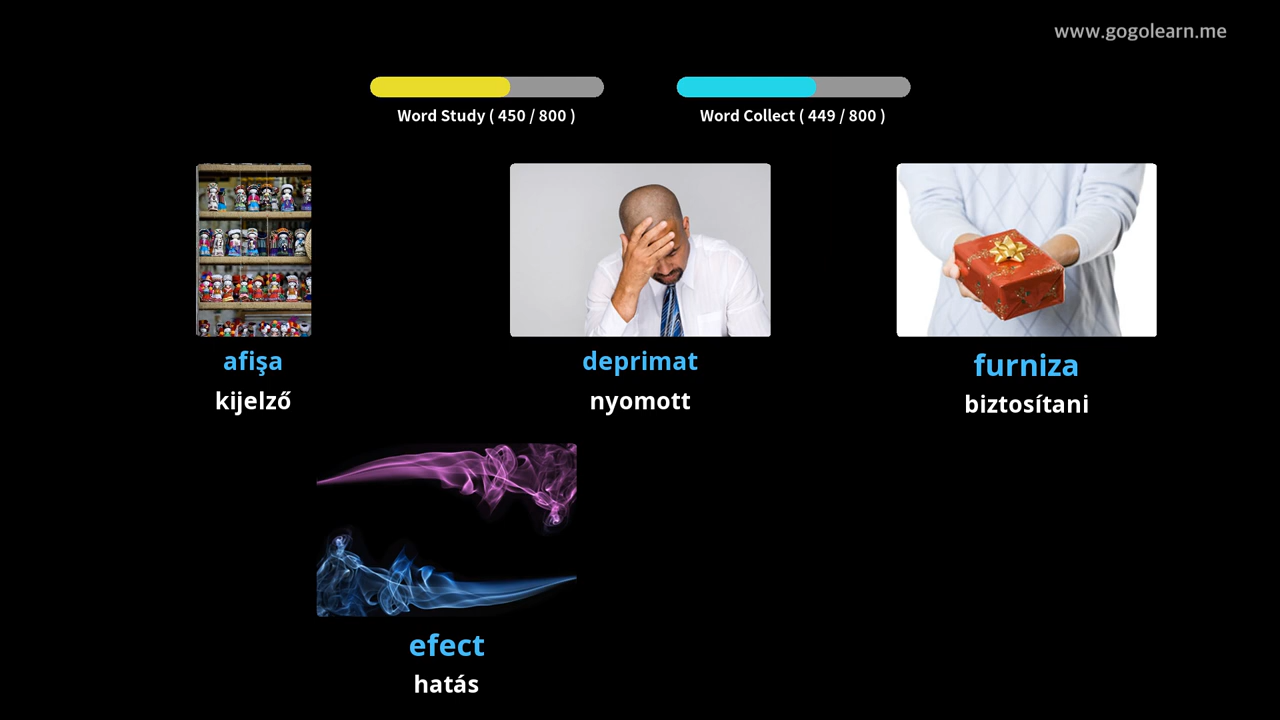 www.gogolearn.me
Word Study ( 450 / 800 )
Word Collect ( 449 / 800 )
afişa
kijelző
deprimat
nyomott
furniza
biztosítani
efect
hatás